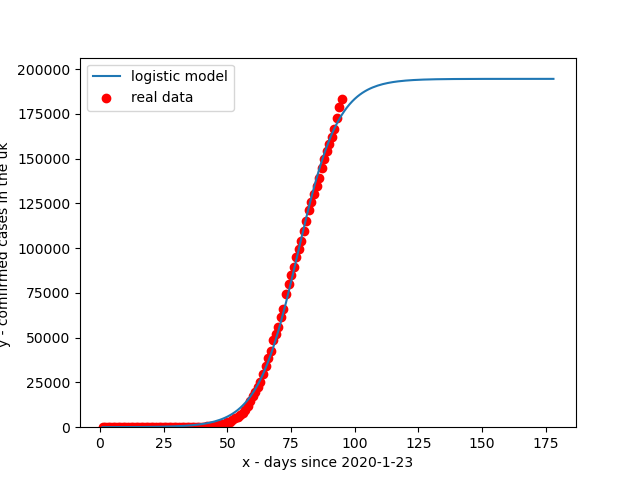 200000
175000
150000
125000
100000
75000
50000
25000
0
y - comfirmed cases in the uk
logistic model
real data
0 25 50 75 100 125 150 175
x - days since 2020-1-23